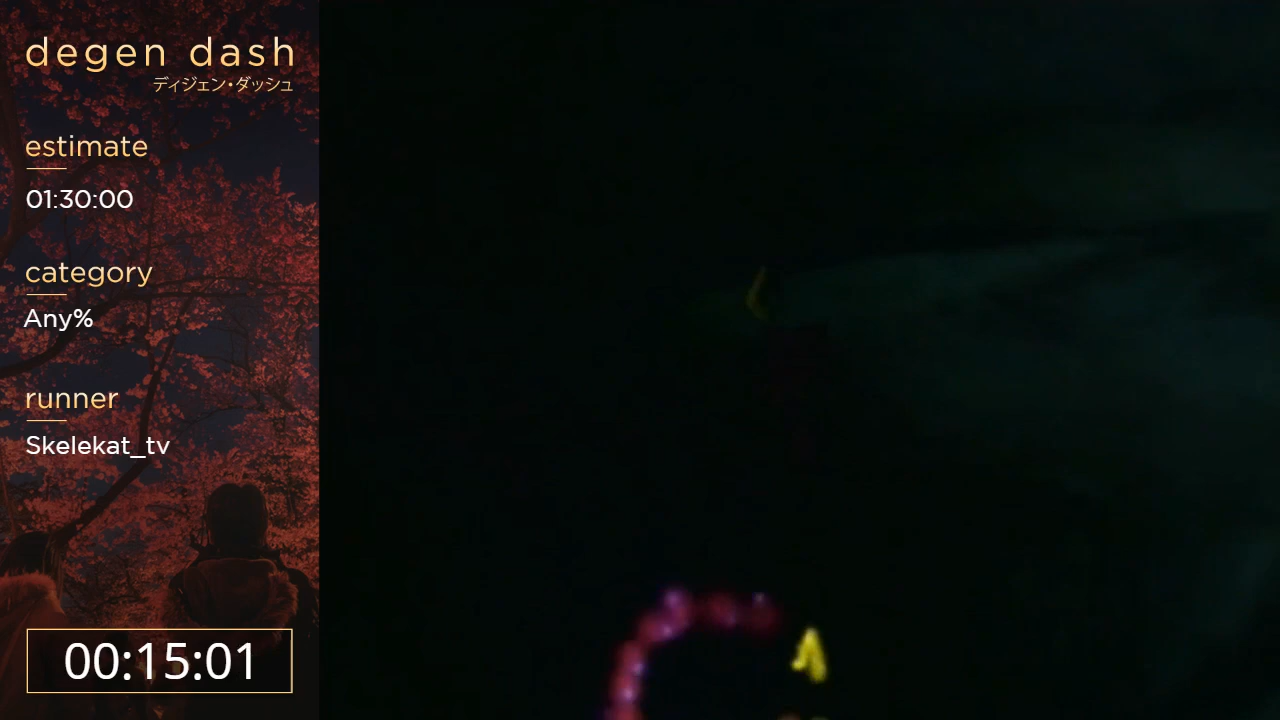 degen dash
ディジェン・ダッシュ
estimate
01:30:00
category
Any%
runner
Skelekat_tv
00:15:01